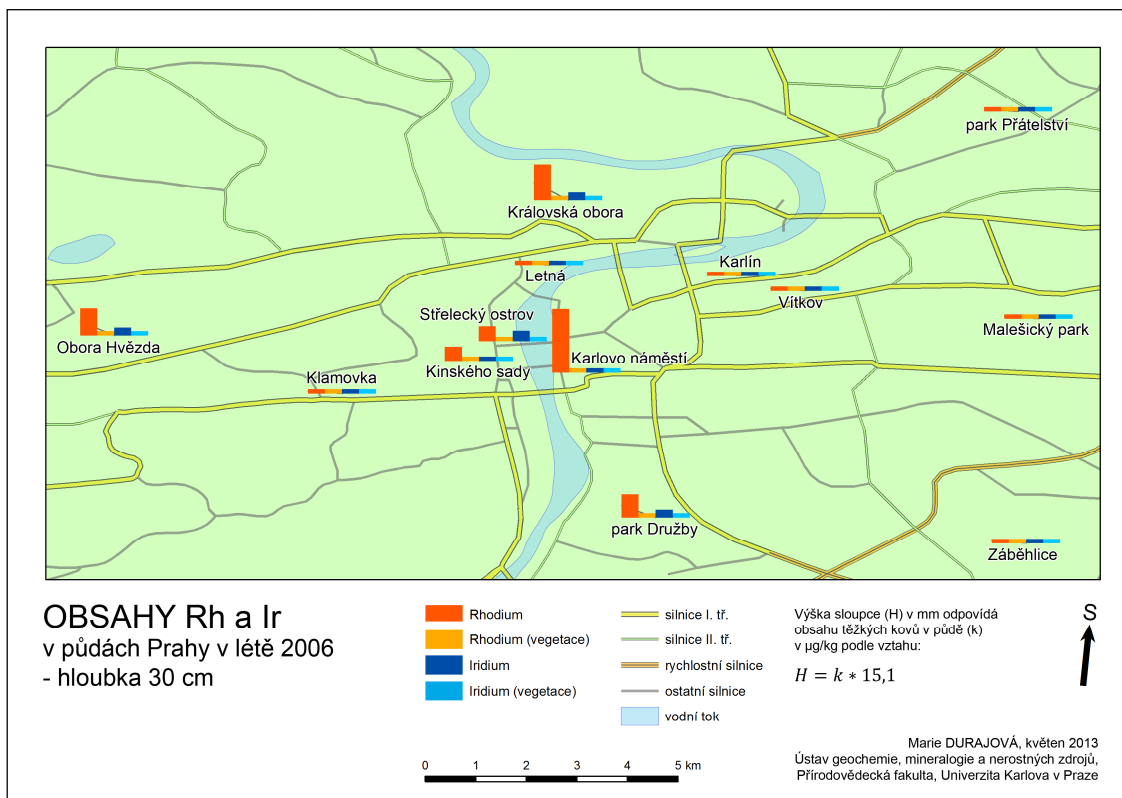 park Přátelství
Královská obora
Letná
Karlín
Vítkov
Střelecký ostrov
Malešický park
Obora Hvězda
Karlovo náměstí
Kinského sady
Klamovka
park Družby
Záběhlice
OBSAHY Rh a Ir
v půdách Prahy v létě 2006
- hloubka 30 cm
Rhodium
Rhodium (vegetace)
Iridium
Iridium (vegetace)
silnice I. tř.
silnice II. tř.
rychlostní silnice
ostatní silnice
vodní tok
Výška sloupce (H) v mm odpovídá
obsahu těžkých kovů v půdě (k)
v µg/kg podle vztahu:
H = k * 15,1
S
0 1 2 3 4 5 km
Marie DURAJOVÁ, květen 2013
Ústav geochemie, mineralogie a nerostných zdrojů,
Přírodovědecká fakulta, Univerzita Karlova v Praze